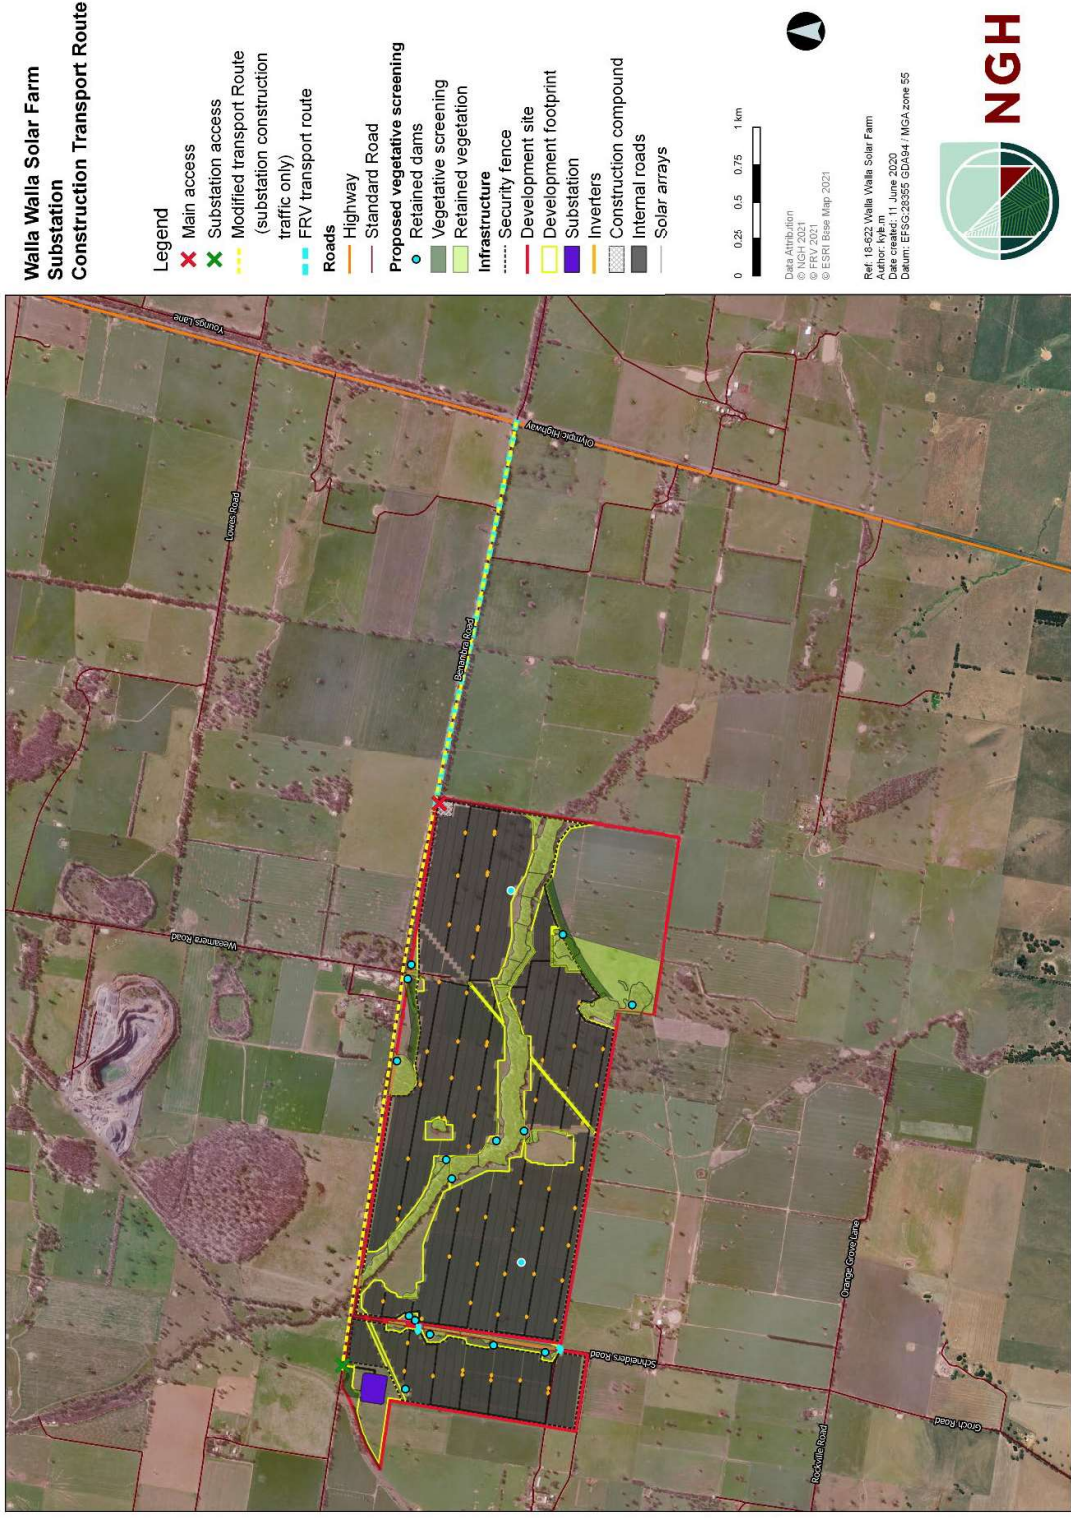 Walla Walla Solar Farm
Substation
Construction Transport Route
Legend
Main access
Substation access
Modified transport Route
(substation construction
traffic only)
FRV transport route
Roads
Highway
Standard Road
Proposed vegetative screening
Retained dams
Vegetative screening
Retained vegetation
Infrastructure
Security fence
Development site
Development footprint
Substation
Inverters
Construction compound
Internal roads
Solar arrays
0 0.25 0.5 0.75 1 km
Data Attribution
© NGH 2021
© FRV 2021
© ESRI Base Map 2021
Ref: 18-622 Walla Walla Solar Farm
Author: kyle.m
Date created: 11 June 2020
Datum: EPSG:28355 GDA94 / MGA zone 55
NGH
Youngs Lane
Lowes Road
Olympic Highway
Benandra Road
Weeamera Road
Schneiders Road
Orange Grove Lane
Rockville Road
Groch Road